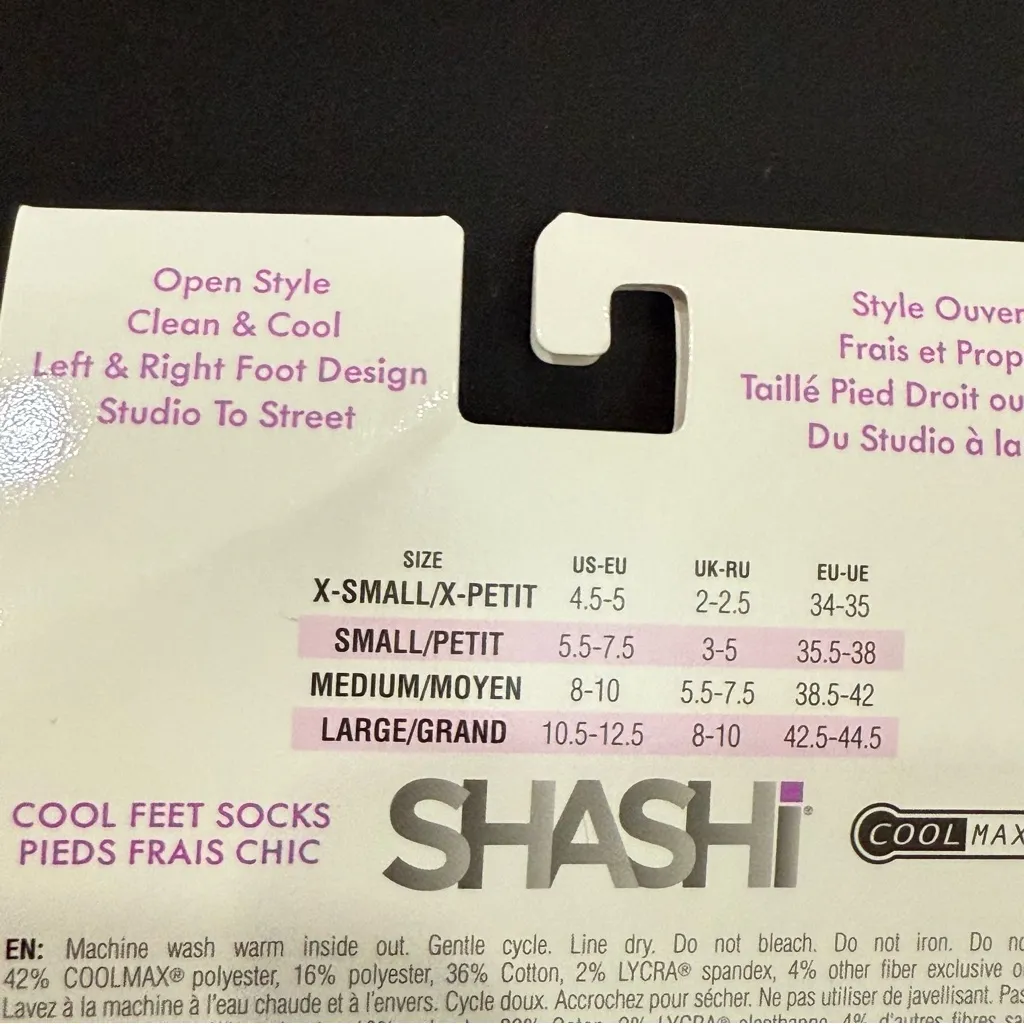 Open Style
Clean & Cool
Left & Right Foot Design
Studio To Street
Style Ouver
Frais et Prop
Taillé Pied Droit ou
Du Studio à la
SIZE US-EU UK-RU EU-UE
X-SMALL/X-PETIT 4.5-5 2-2.5 34-35
SMALL/PETIT 5.5-7.5 3-5 35.5-38
MEDIUM/MOYEN 8-10 5.5-7.5 38.5-42
LARGE/GRAND 10.5-12.5 8-10 42.5-44.5
COOL FEET SOCKS
PIEDS FRAIS CHIC
SHASHi®
COOLMAX
EN: Machine wash warm inside out. Gentle cycle. Line dry. Do not bleach. Do not iron. Do no
42% COOLMAX® polyester, 16% polyester, 36% Cotton, 2% LYCRA® spandex, 4% other fiber exclusive o
Lavez à la machine à l'eau chaude et à l'envers. Cycle doux. Accrochez pour sécher. Ne pas utiliser de javellisant. Pas